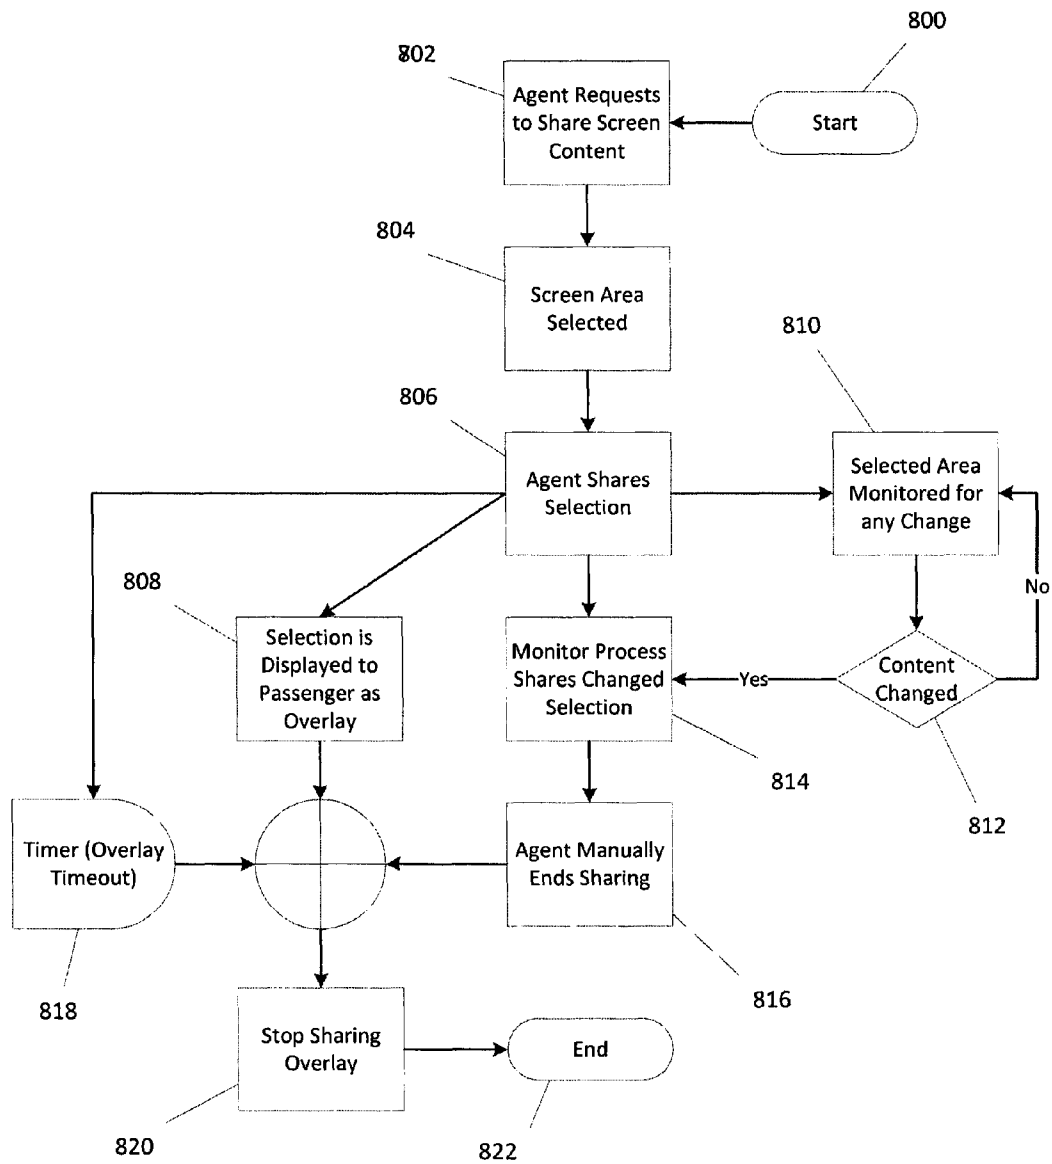 800
802
Agent Requests
to Share Screen
Content
Start
804
Screen Area
Selected
810
806
Agent Shares
Selection
Selected Area
Monitored for
any Change
808
No
Selection is
Displayed to
Passenger as
Overlay
Monitor Process
Shares Changed
Selection
Yes
Content
Changed
814
812
Timer (Overlay
Timeout)
Agent Manually
Ends Sharing
818
816
Stop Sharing
Overlay
End
820
822